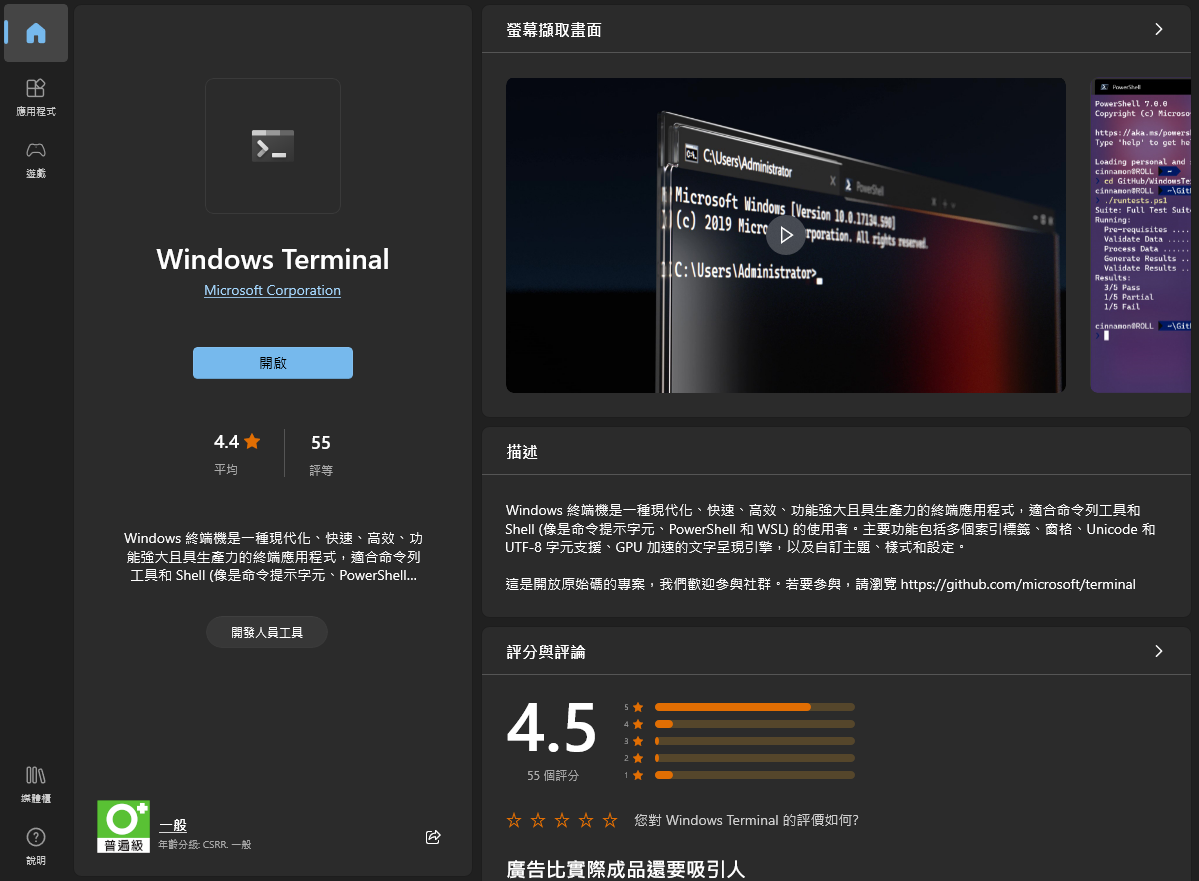 應用程式
遊戲
媒體櫃
說明
Windows Terminal
Microsoft Corporation
開啟
4.4
平均
55
評等
Windows 終端機是一種現代化、快速、高效、功
能強大且具生產力的終端應用程式，適合命令列
工具和 Shell (像是命令提示字元、PowerShell...
開發人員工具
普遍級
一般
年齡分級: CSRR. 一般
螢幕擷取畫面
C:\Users\Administrator
PowerShell
Microsoft Windows [Version 10.0.17134.590]
(c) 2019 Micro rporation. All rights reserved.
C:\Users\Administrator>
PowerShell
PowerShell 7.0.0
Copyright (c) Microso
https://aka.ms/powers
Type 'help' to get he
Loading personal and
cinnamon@ROLL ~
cd GitHub/WindowsTe
cinnamon@ROLL ~\Git
./runtests.ps1
Suite: Full Test Suit
Running:
Pre-requisites .....
Validate Data .....
Process Data ......
Generate Results ..
Validate Results ..
Results:
3/5 Pass
1/5 Partial
1/5 Fail
cinnamon@ROLL ~\Git
描述
Windows 終端機是一種現代化、快速、高效、功能強大且具生產力的終端應用程式，適合命令列工具和
Shell (像是命令提示字元、PowerShell 和 WSL) 的使用者。主要功能包括多個索引標籤、窗格、Unicode 和
UTF-8 字元支援、GPU 加速的文字呈現引擎，以及自訂主題、樣式和設定。
這是開放原始碼的專案，我們歡迎參與社群。若要參與，請瀏覽 https://github.com/microsoft/terminal
評分與評論
4.5
55 個評分
5
4
3
2
1
您對 Windows Terminal 的評價如何?
廣告比實際成品還要吸引人